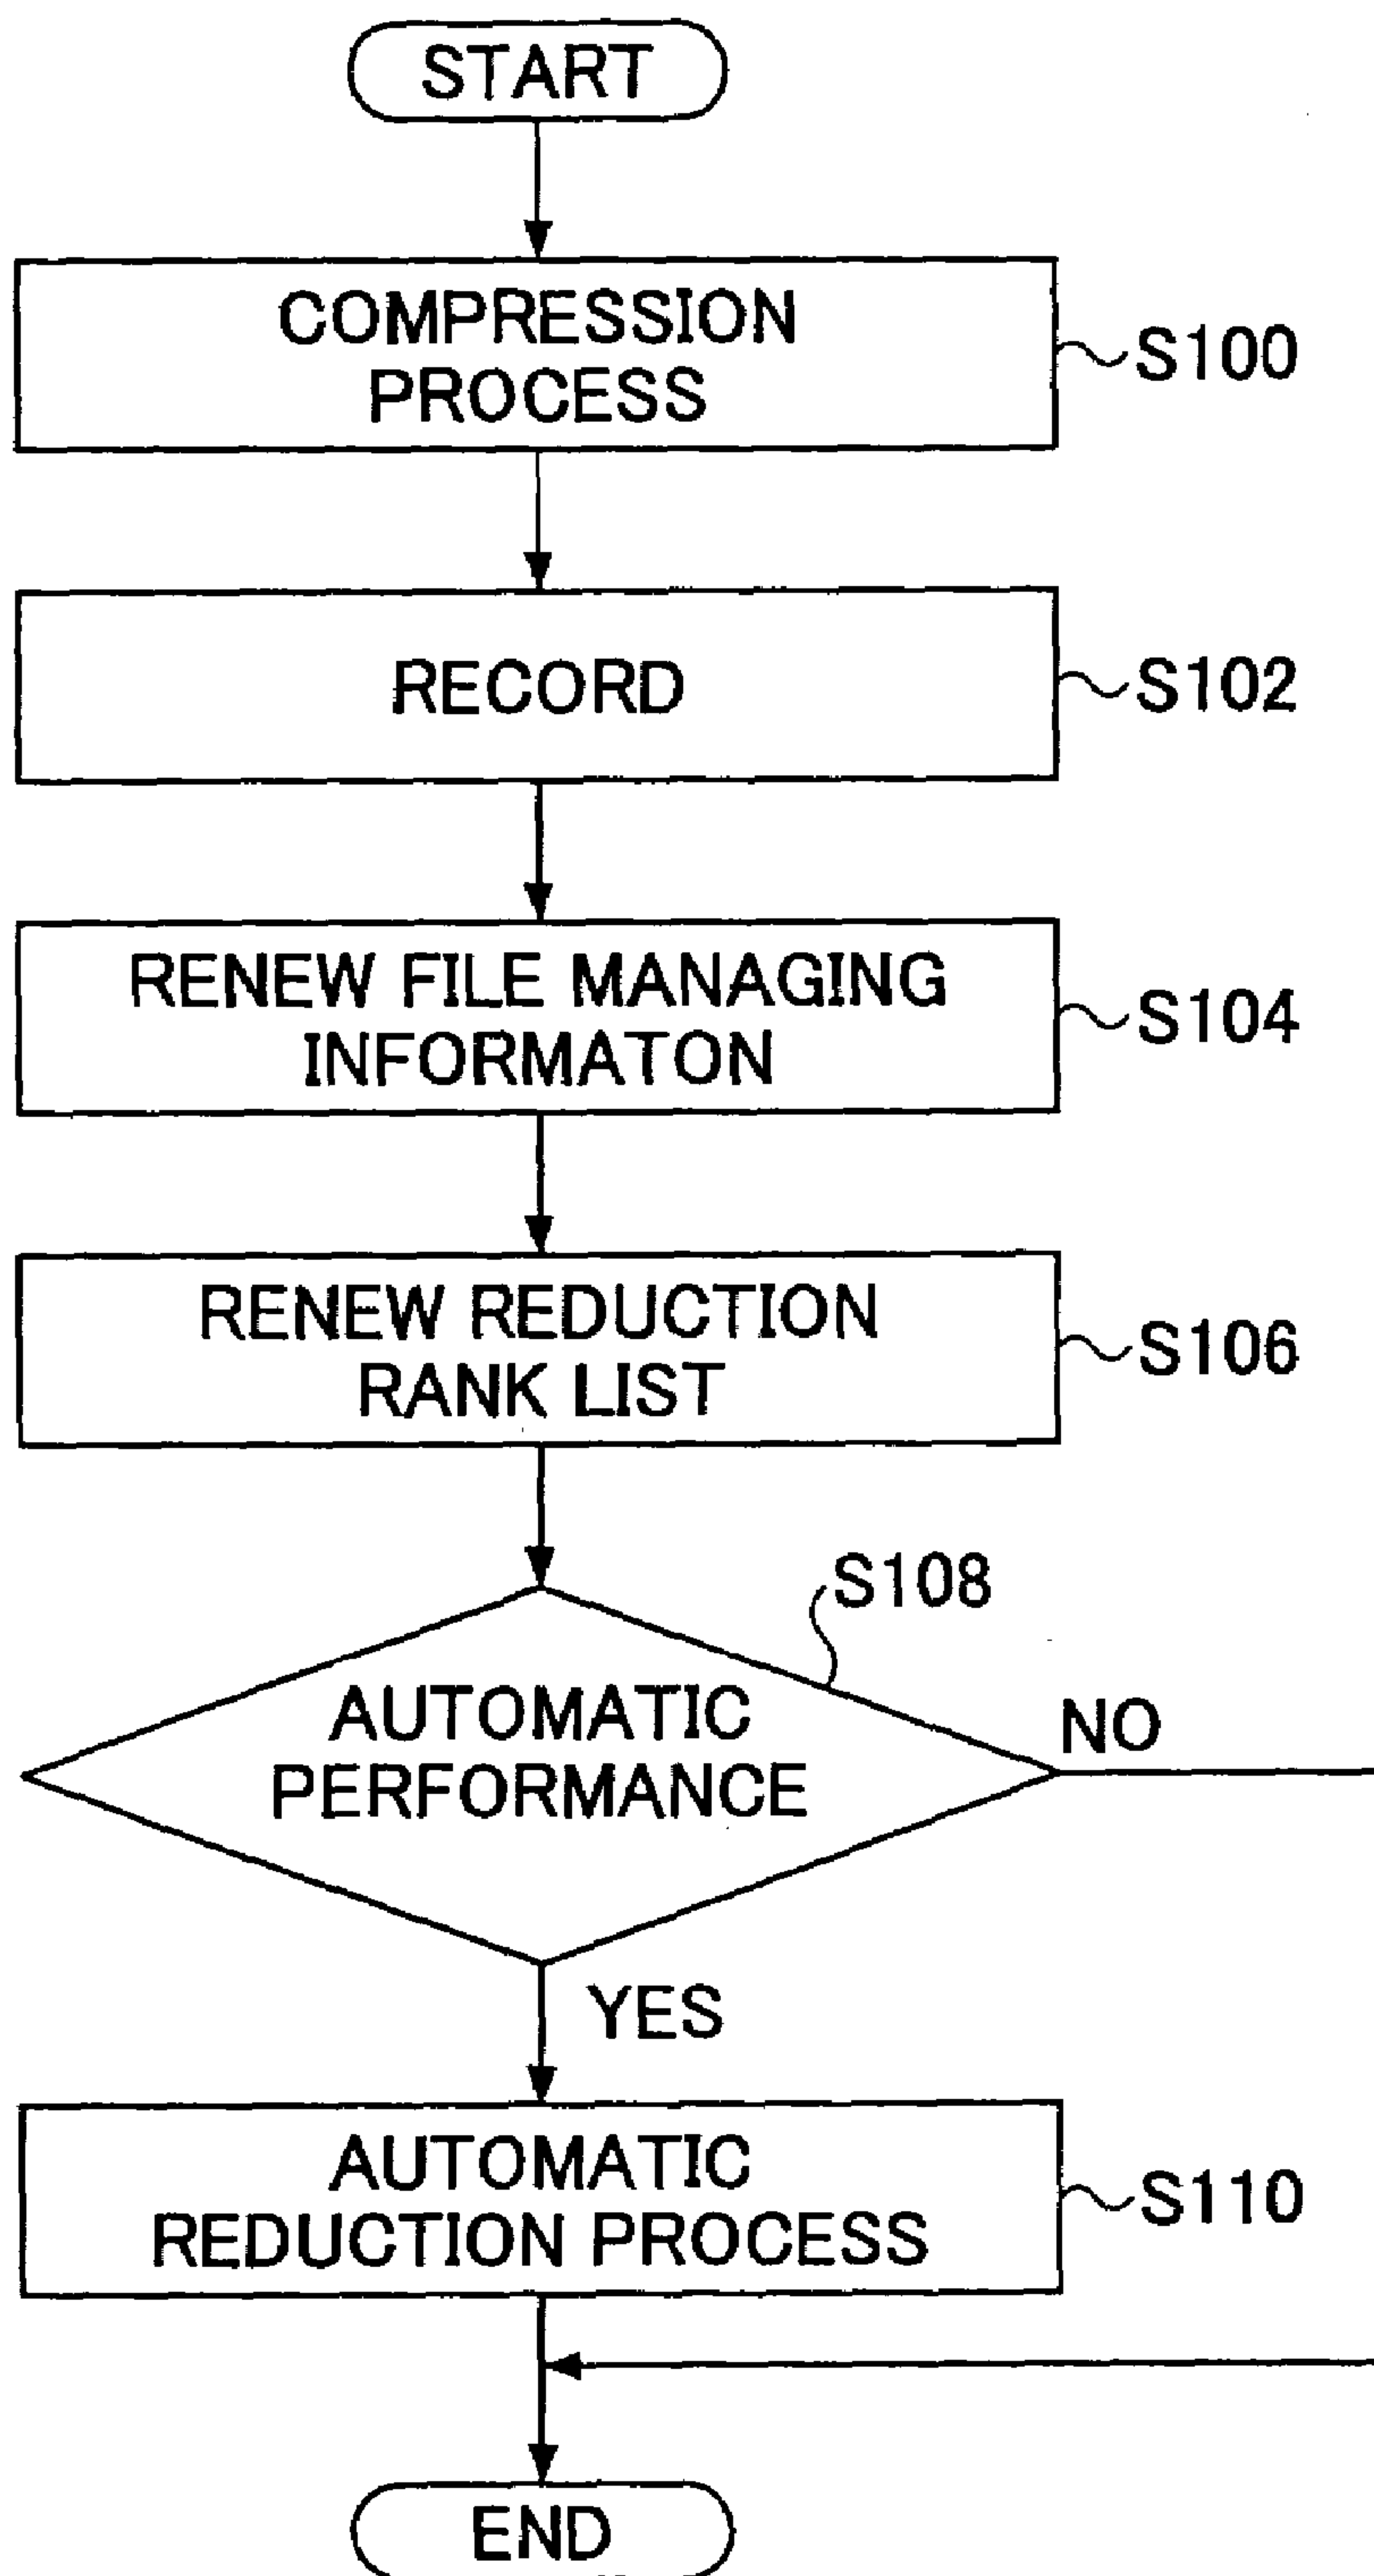 START
COMPRESSION
PROCESS
S100
RECORD
S102
RENEW FILE MANAGING
INFORMATON
S104
RENEW REDUCTION
RANK LIST
S106
S108
AUTOMATIC
PERFORMANCE
NO
YES
AUTOMATIC
REDUCTION PROCESS
S110
END